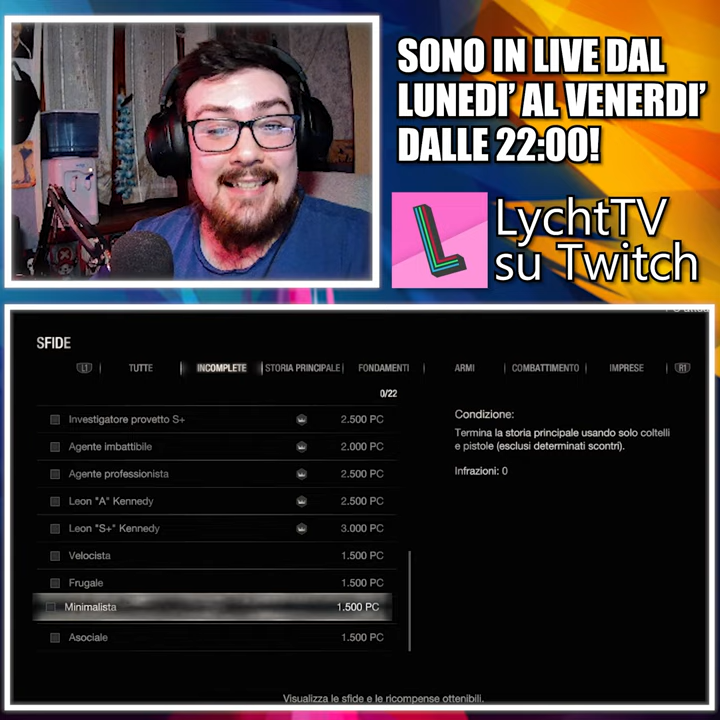 SONO IN LIVE DAL
LUNEDI' AL VENERDI'
DALLE 22:00!
LychtTV
su Twitch
SFIDE
L1 TUTTE INCOMPLETE STORIA PRINCIPALE FONDAMENTI ARMI COMBATTIMENTO IMPRESE R1
0/22
Investigatore provetto S+ 2.500 PC
Agente imbattibile 2.000 PC
Agente professionista 2.500 PC
Leon "A" Kennedy 2.500 PC
Leon "S+" Kennedy 3.000 PC
Velocista 1.500 PC
Frugale 1.500 PC
Minimalista 1.500 PC
Asociale 1.500 PC
Condizione:
Termina la storia principale usando solo coltelli
e pistole (esclusi determinati scontri).
Infrazioni: 0
Visualizza le sfide e le ricompense ottenibili.